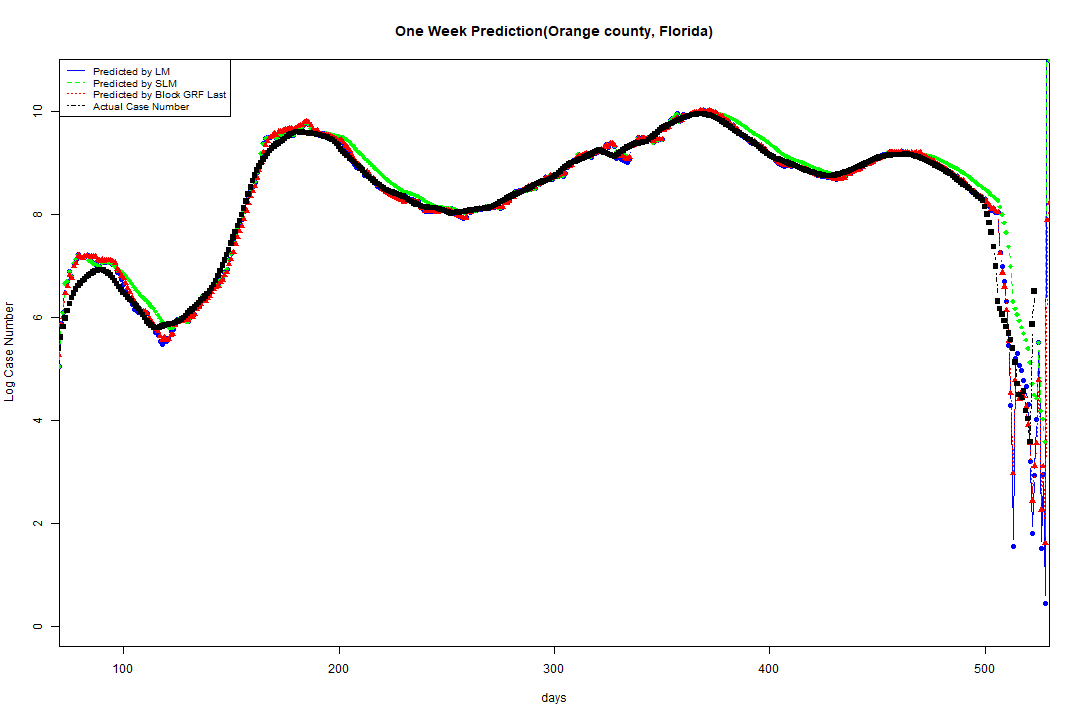 One Week Prediction(Orange county, Florida)
Predicted by LM
Predicted by SLM
Predicted by Block GRF Last
Actual Case Number
Log Case Number
10
8
6
4
2
0
100 200 300 400 500
days